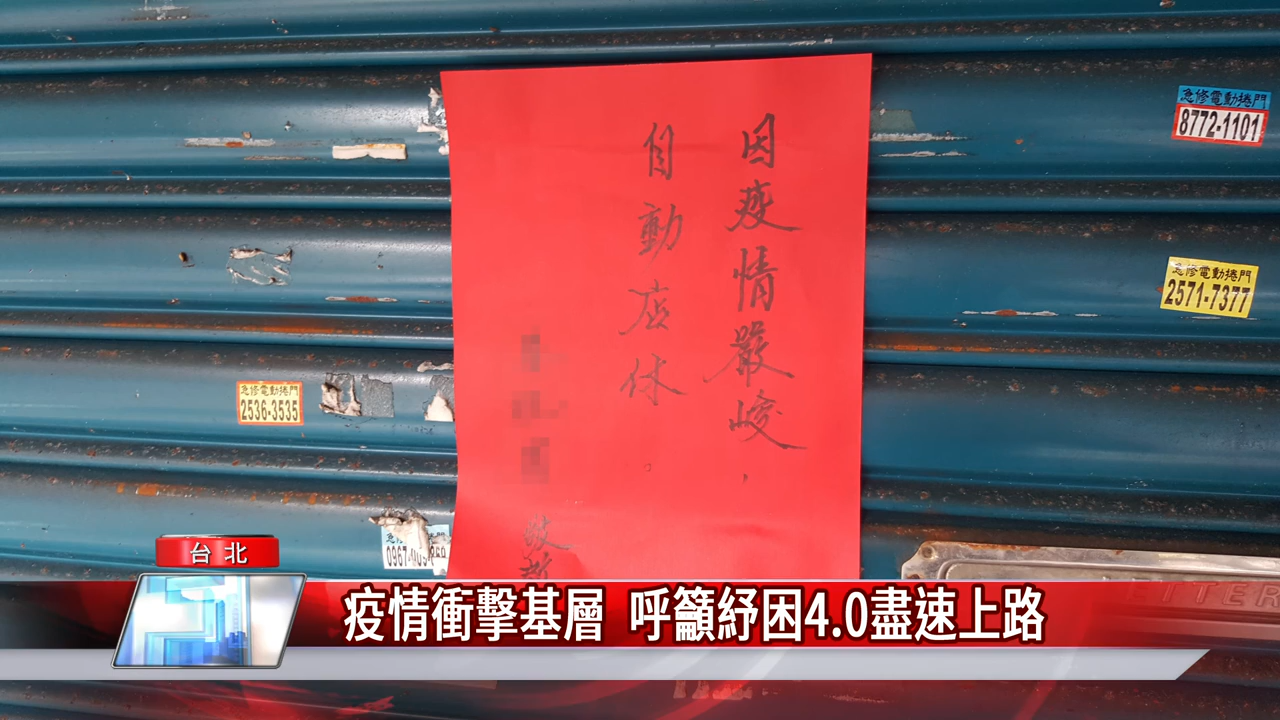 因疫情嚴峻，
自動店休。
啟
急修電動捲門
8772-1101
急修電動捲門
2571-7377
急修電動捲門
2536-3535
ETTER
台北
疫情衝擊基層 呼籲紓困4.0盡速上路